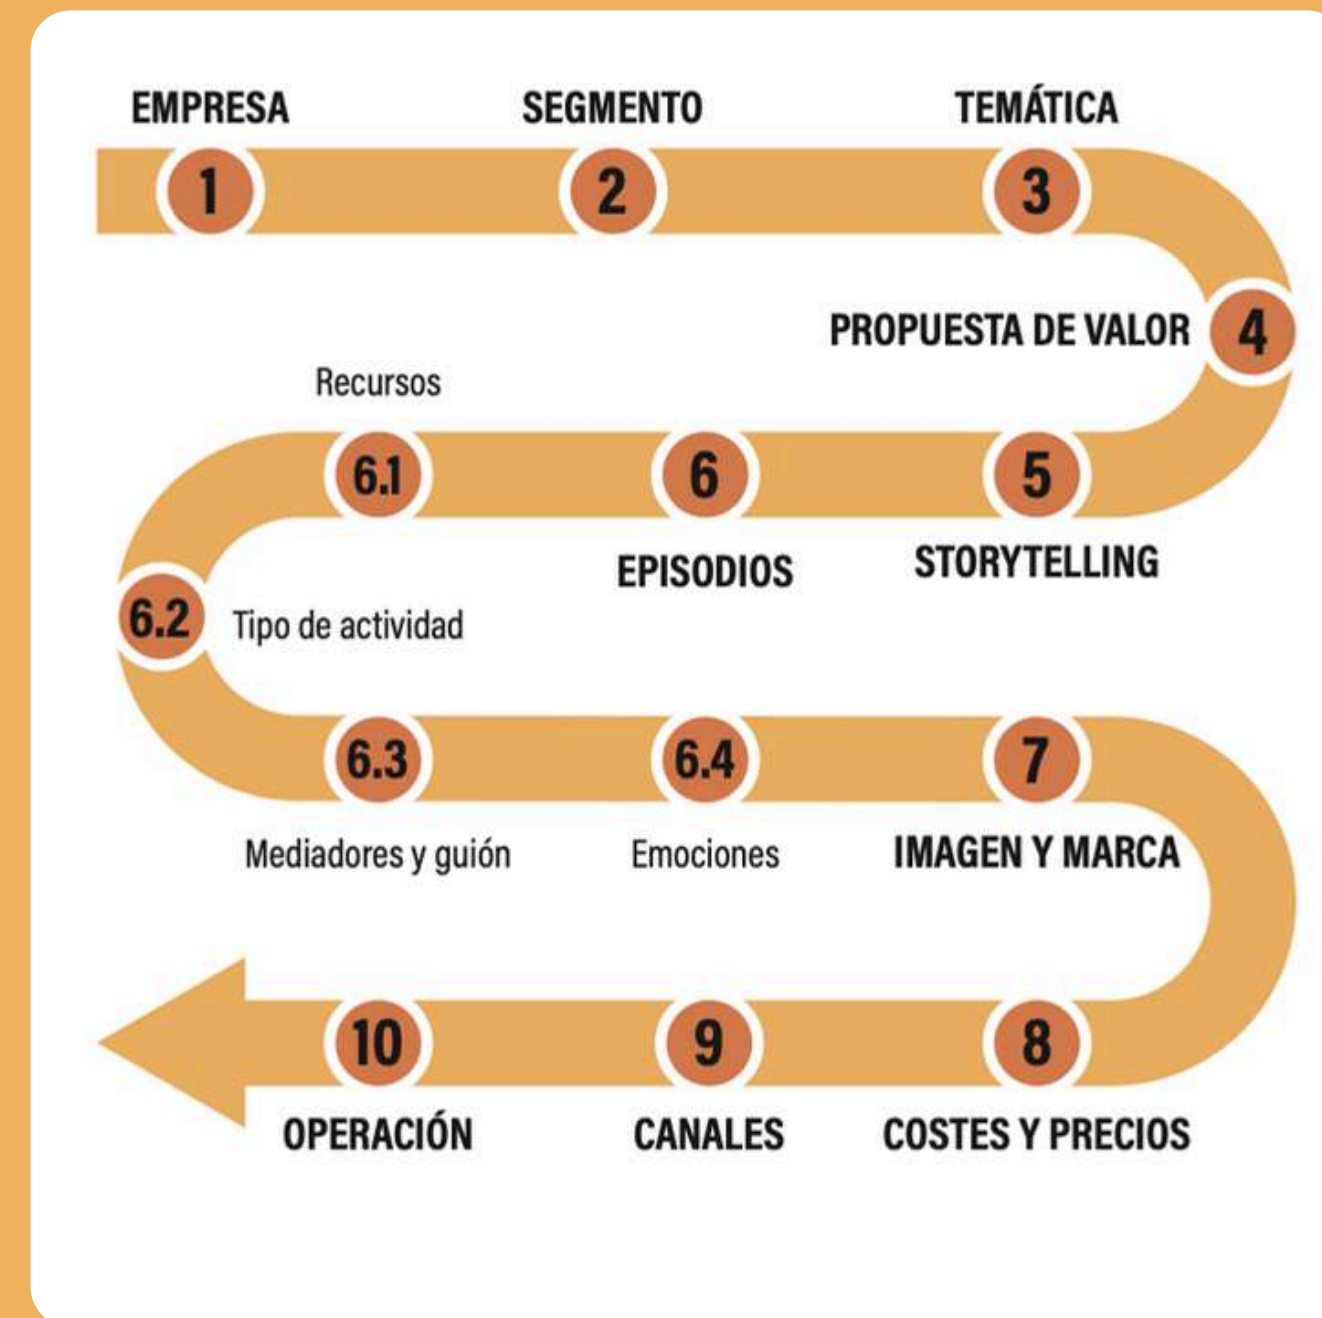 EMPRESA
SEGMENTO
TEMÁTICA
1
2
3
PROPUESTA DE VALOR
4
STORYTELLING
5
EPISODIOS
6
Recursos
6.1
6.2
Tipo de actividad
6.3
Mediadores y guión
6.4
Emociones
7
IMAGEN Y MARCA
8
COSTES Y PRECIOS
9
CANALES
10
OPERACIÓN